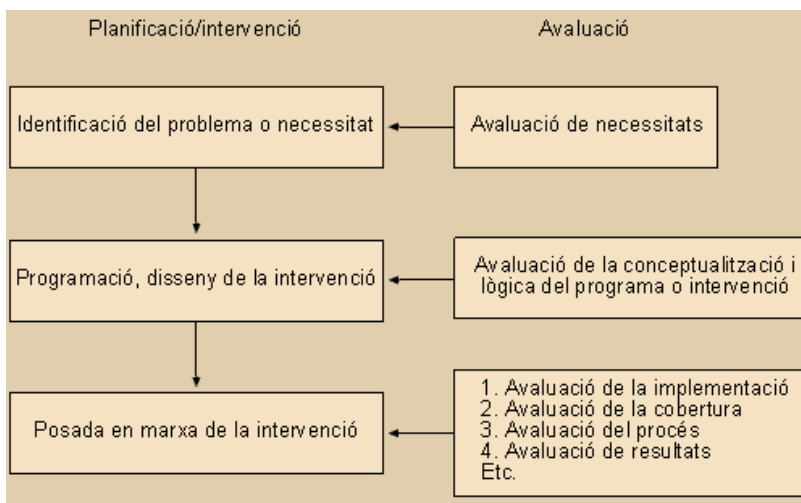 Planificació/intervenció
Avaluació
Identificació del problema o necessitat
Avaluació de necessitats
Programació, disseny de la intervenció
Avaluació de la conceptualització i
lògica del programa o intervenció
Posada en marxa de la intervenció
1. Avaluació de la implementació
2. Avaluació de la cobertura
3. Avaluació del procés
4. Avaluació de resultats
Etc.